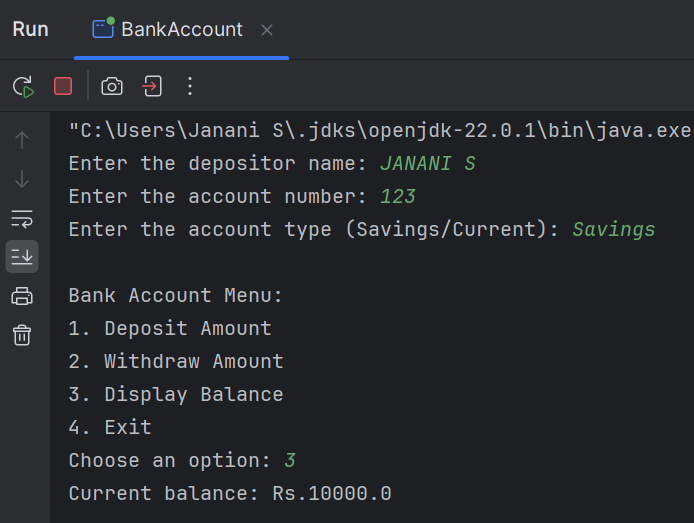 Run BankAccount
"C:\Users\Janani S\.jdks\openjdk-22.0.1\bin\java.exe
Enter the depositor name: JANANI S
Enter the account number: 123
Enter the account type (Savings/Current): Savings
Bank Account Menu:
1. Deposit Amount
2. Withdraw Amount
3. Display Balance
4. Exit
Choose an option: 3
Current balance: Rs.10000.0